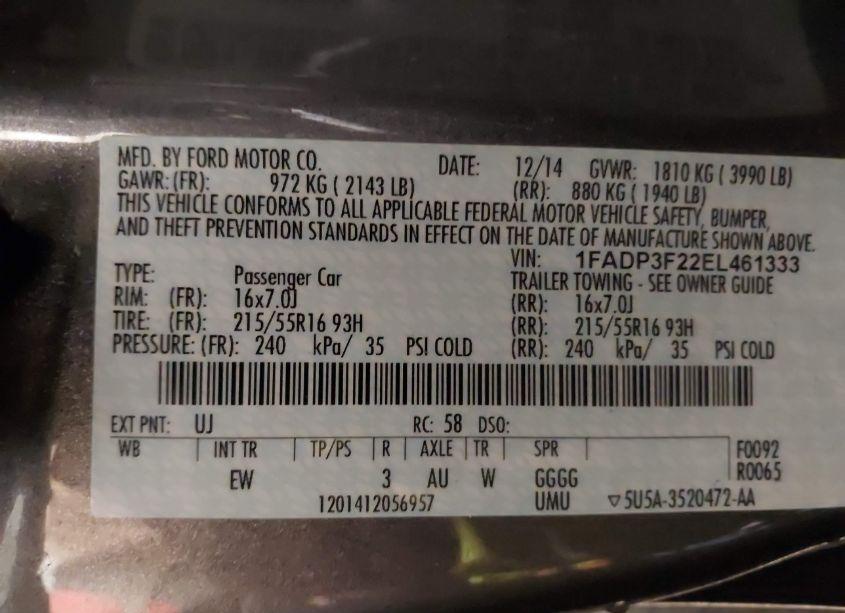 MFD. BY FORD MOTOR CO. DATE: 12/14 GVWR: 1810 KG ( 3990 LB)
GAWR: (FR): 972 KG ( 2143 LB) (RR): 880 KG ( 1940 LB)
THIS VEHICLE CONFORMS TO ALL APPLICABLE FEDERAL MOTOR VEHICLE SAFETY, BUMPER,
AND THEFT PREVENTION STANDARDS IN EFFECT ON THE DATE OF MANUFACTURE SHOWN ABOVE.
VIN: 1FADP3F22EL461333
TYPE: Passenger Car TRAILER TOWING - SEE OWNER GUIDE
RIM: (FR): 16x7.0J (RR): 16x7.0J
TIRE: (FR): 215/55R16 93H (RR): 215/55R16 93H
PRESSURE: (FR): 240 kPa/ 35 PSI COLD (RR): 240 kPa/ 35 PSI COLD
EXT PNT: UJ RC: 58 DSO:
WB INT TR TP/PS R AXLE TR SPR F0092
EW 3 AU W GGGG R0065
1201412056957 UMU ▽5U5A-3520472-AA